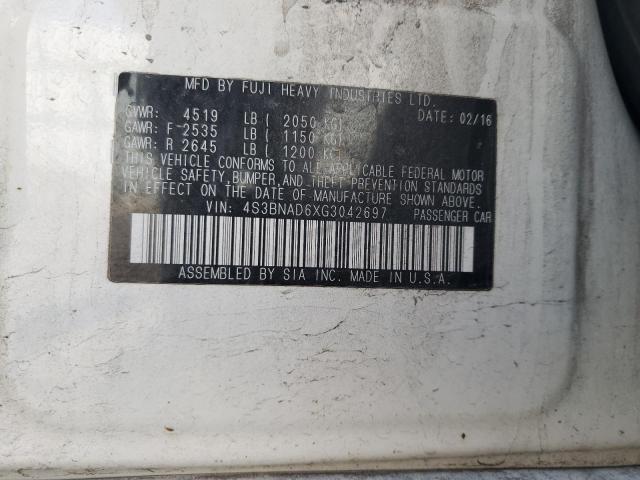 MFD BY FUJI HEAVY INDUSTRIES LTD.
GVWR: 4519 LB ( 2050 KG) DATE: 02/16
GAWR: F-2535 LB ( 1150 KG)
GAWR: R 2645 LB ( 1200 KG)
THIS VEHICLE CONFORMS TO ALL APPLICABLE FEDERAL MOTOR
VEHICLE SAFETY, BUMPER, AND THEFT PREVENTION STANDARDS
IN EFFECT ON THE DATE OF MANUFACTURE SHOWN ABOVE.
VIN: 4S3BNAD6XG3042697 PASSENGER CAR
ASSEMBLED BY SIA INC. MADE IN U.S.A.